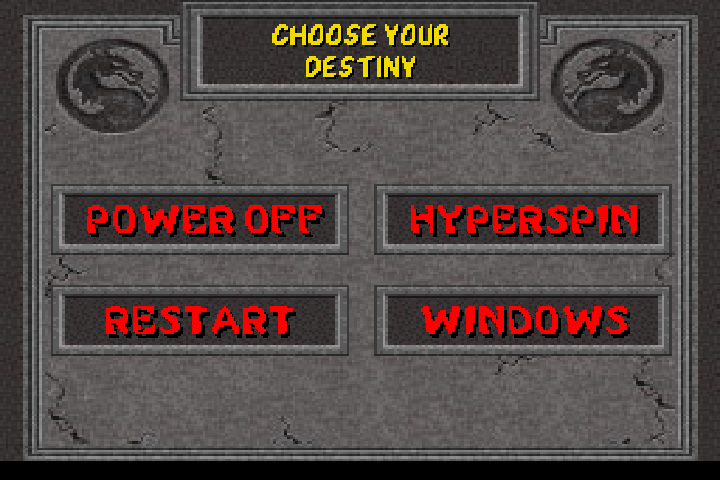 CHOOSE YOUR
DESTINY
POWER OFF
HYPERSPIN
RESTART
WINDOWS